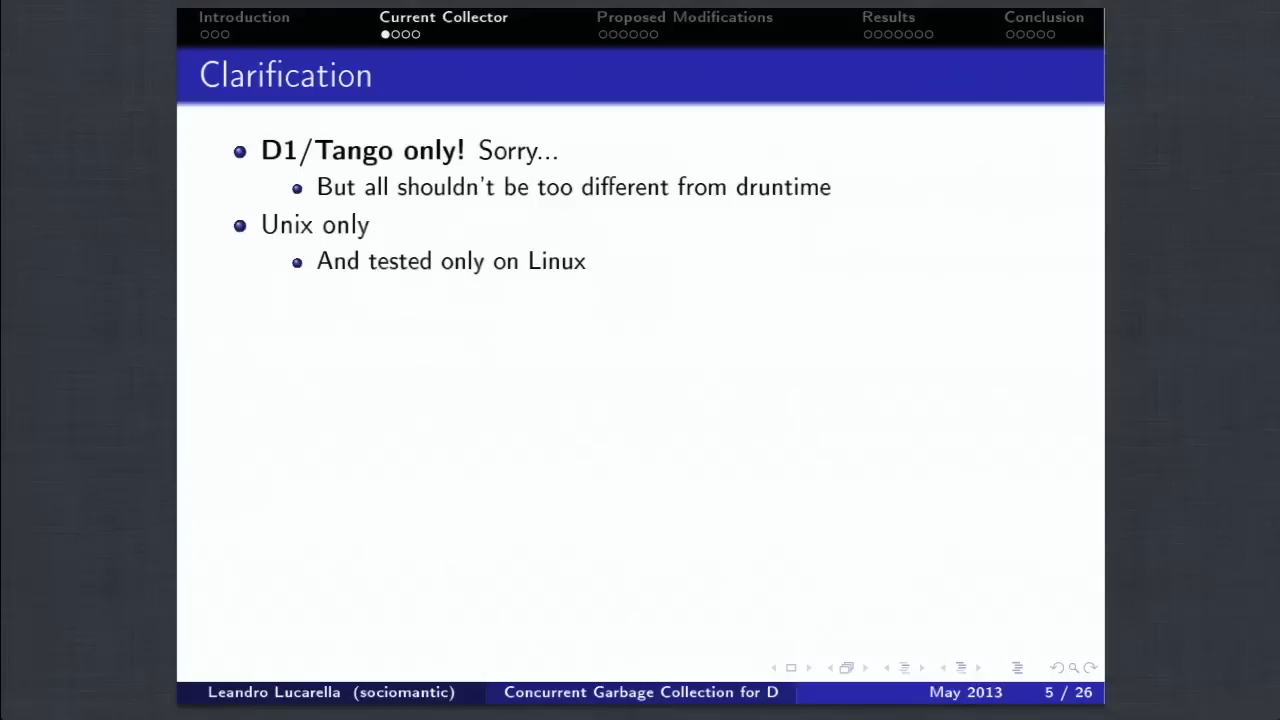 Introduction Current Collector Proposed Modifications Results Conclusion
Clarification
D1/Tango only! Sorry...
But all shouldn't be too different from druntime
Unix only
And tested only on Linux
Leandro Lucarella (sociomantic) Concurrent Garbage Collection for D May 2013 5 / 26